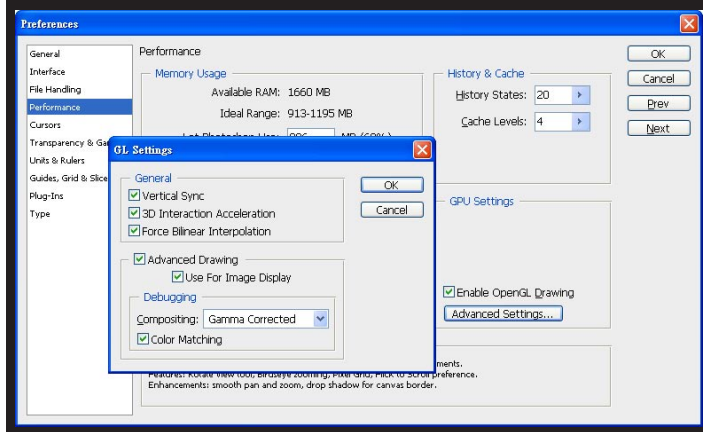 Preferences
General
Interface
File Handling
Performance
Cursors
Transparency & Ga
Units & Rulers
Guides, Grid & Slice
Plug-Ins
Type
Performance
Memory Usage
Available RAM: 1660 MB
Ideal Range: 913-1195 MB
History & Cache
History States: 20
Cache Levels: 4
OK
Cancel
Prev
Next
GL Settings
General
Vertical Sync
3D Interaction Acceleration
Force Bilinear Interpolation
OK
Cancel
Advanced Drawing
Use For Image Display
Debugging
Compositing: Gamma Corrected
Color Matching
GPU Settings
Enable OpenGL Drawing
Advanced Settings...
ments.
Features: Rotate View tool, Birdseye zooming, Pixel Grid, Flick to Scroll preference.
Enhancements: smooth pan and zoom, drop shadow for canvas border.